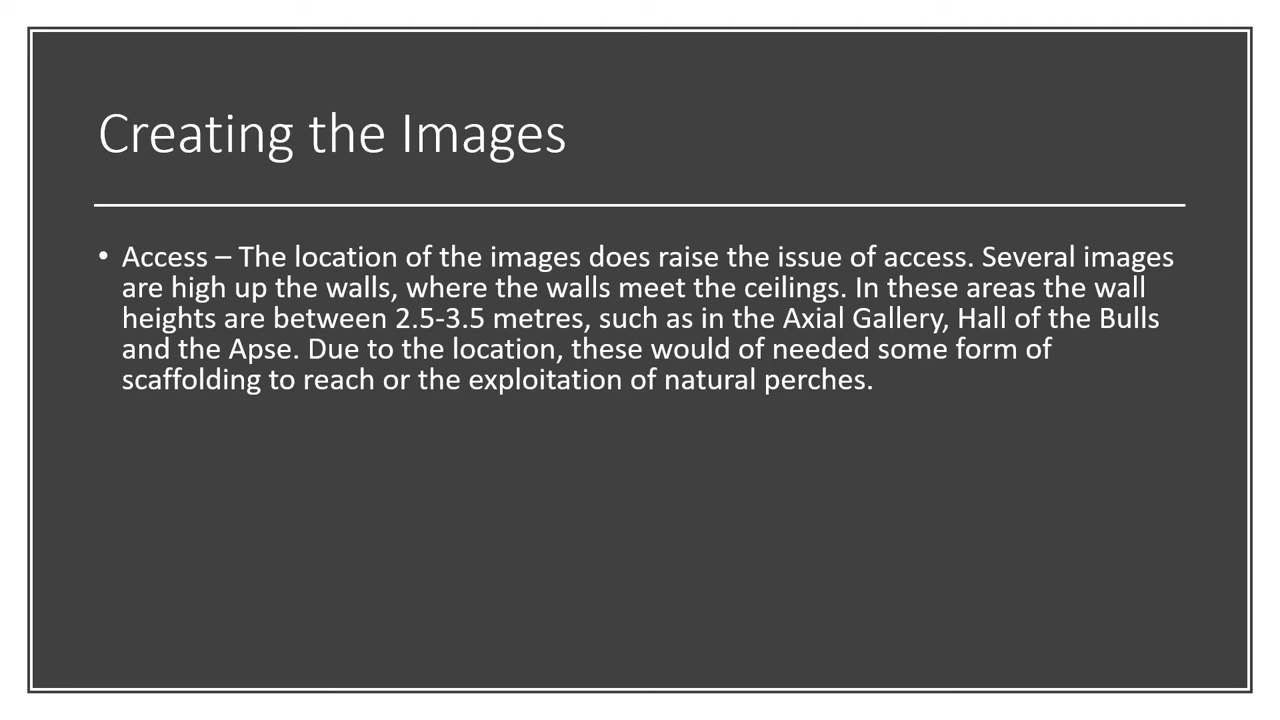 Creating the Images
• Access – The location of the images does raise the issue of access. Several images
are high up the walls, where the walls meet the ceilings. In these areas the wall
heights are between 2.5-3.5 metres, such as in the Axial Gallery, Hall of the Bulls
and the Apse. Due to the location, these would of needed some form of
scaffolding to reach or the exploitation of natural perches.